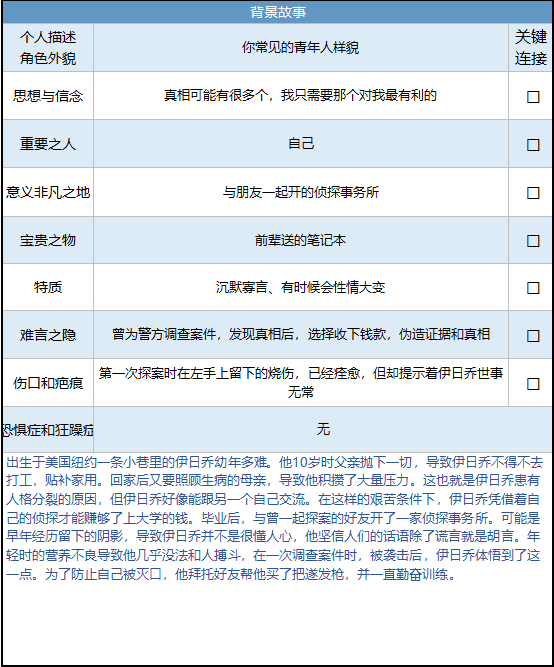 背景故事
个人描述
角色外貌
你常见的青年人样貌
关键
连接
思想与信念
真相可能有很多个，我只需要那个对我最有利的
□
重要之人
自己
□
意义非凡之地
与朋友一起开的侦探事务所
□
宝贵之物
前辈送的笔记本
□
特质
沉默寡言、有时候会性情大变
□
难言之隐
曾为警方调查案件，发现真相后，选择收下钱款，伪造证据和真相
□
伤口和疤痕
第一次探案时在左手上留下的烧伤，已经痊愈，但却提示着伊日乔世事
无常
□
恐惧症和狂躁症
无
出生于美国纽约一条小巷里的伊日乔幼年多难。他10岁时父亲抛下一切，导致伊日乔不得不去
打工，贴补家用。回家后又要照顾生病的母亲，导致他积攒了大量压力。这也就是伊日乔患有
人格分裂的原因，但伊日乔好像能跟另一个自己交流。在这样的艰苦条件下，伊日乔凭借着自
己的侦探才能赚够了上大学的钱。毕业后，与曾一起探案的好友开了一家侦探事务所。可能是
早年经历留下的阴影，导致伊日乔并不是很懂人心，他坚信人们的话语除了谎言就是胡言。年
轻时的营养不良导致他几乎没法和人搏斗，在一次调查案件时，被袭击后，伊日乔体悟到了这
一点。为了防止自己被灭口，他拜托好友帮他买了把燧发枪，并一直勤奋训练。